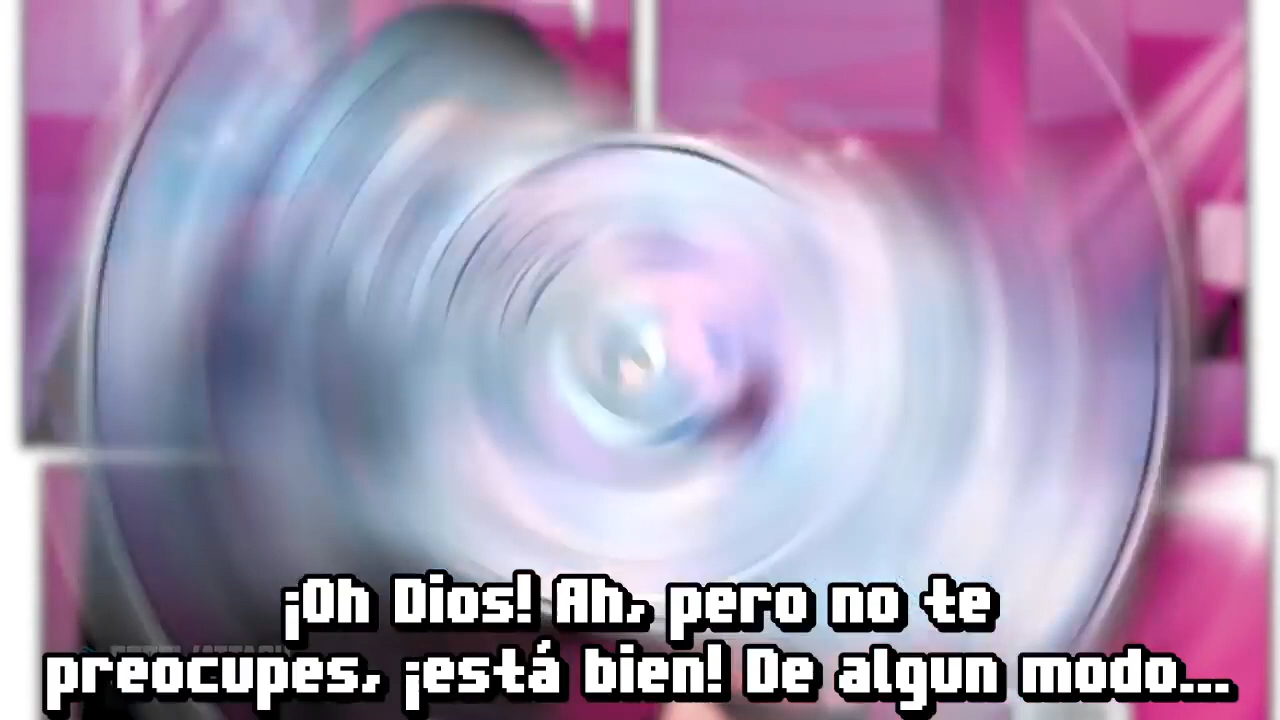 ¡Oh Dios! Ah, pero no te
preocupes, ¡está bien! De algun modo...